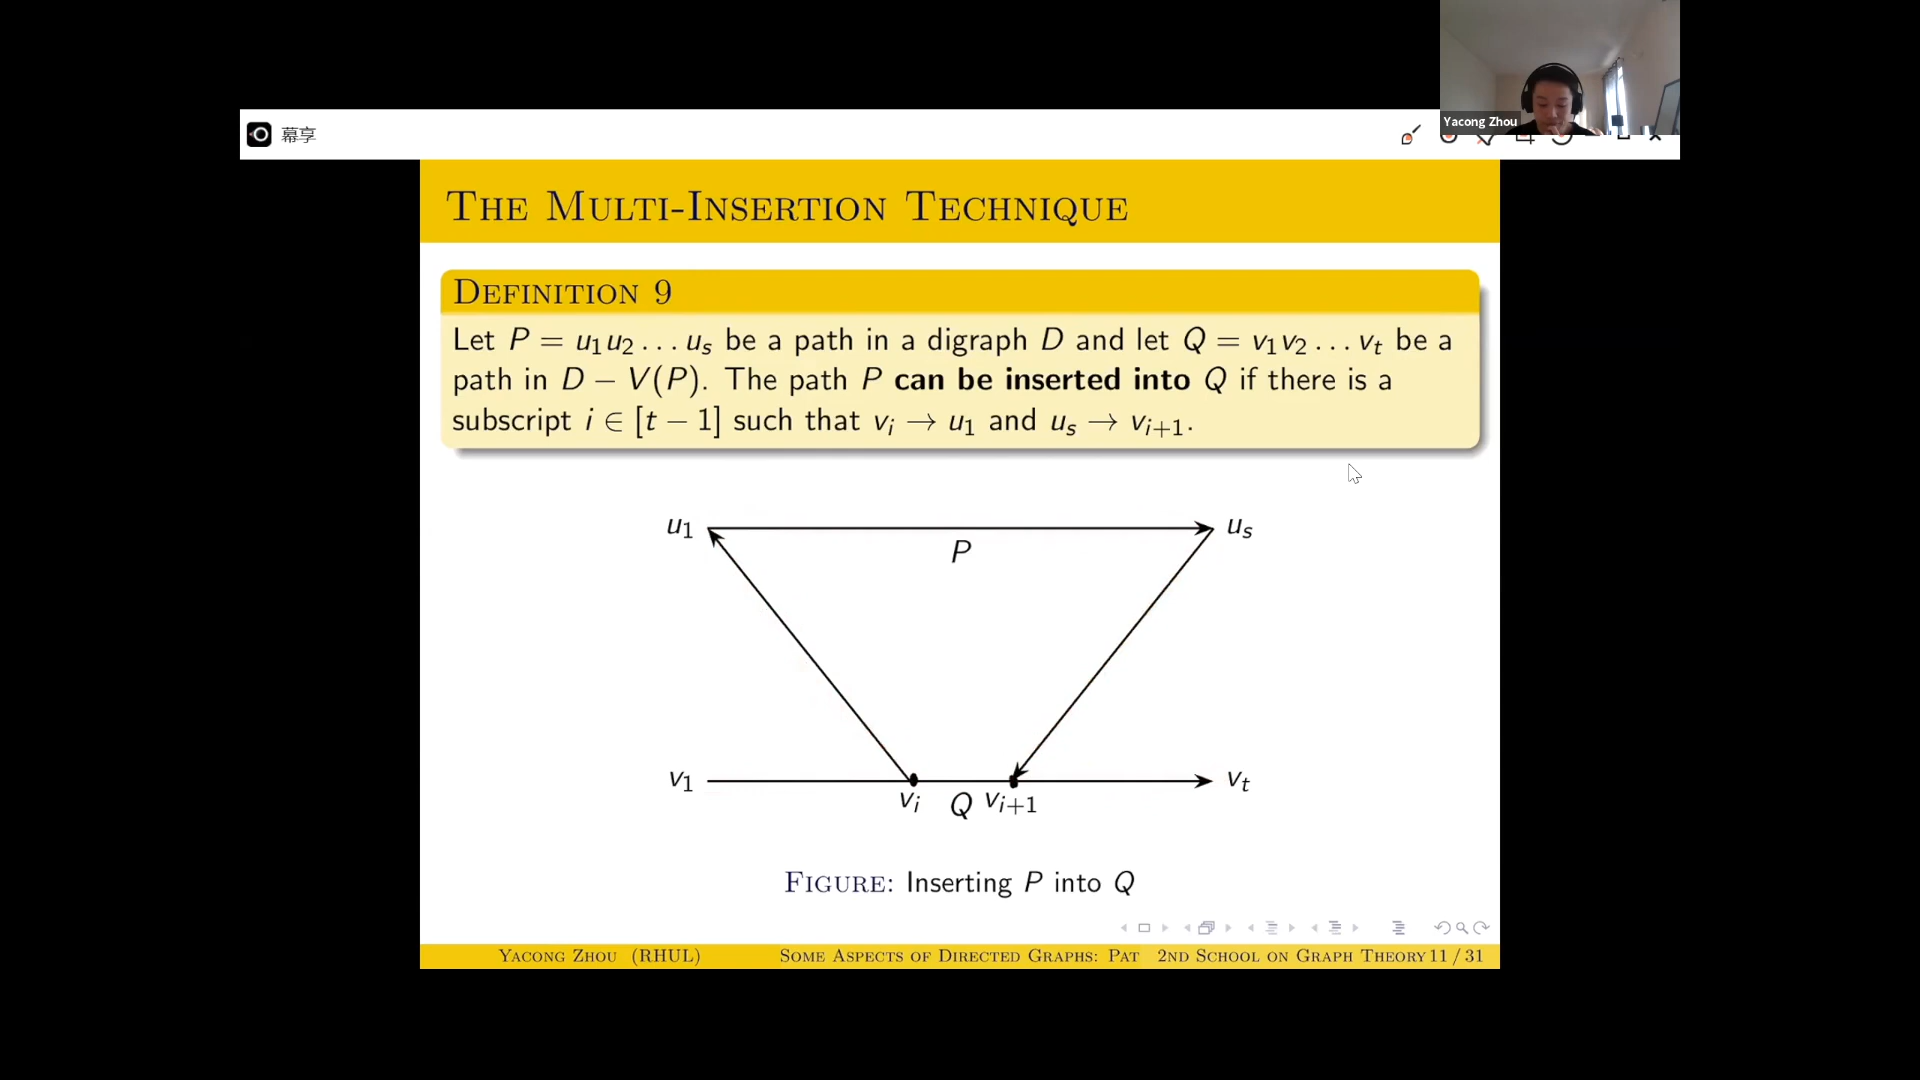 Yacong Zhou
幕享
The Multi-Insertion Technique
Definition 9
Let P = u₁u₂ . . . uₛ be a path in a digraph D and let Q = v₁v₂ . . . vₜ be a
path in D − V(P). The path P can be inserted into Q if there is a
subscript i ∈ [t − 1] such that vᵢ → u₁ and uₛ → vᵢ₊₁.
u₁ uₛ
P
v₁ vₜ
vᵢ Q vᵢ₊₁
Figure: Inserting P into Q
Yacong Zhou (RHUL) Some Aspects of Directed Graphs: Pat 2nd School on Graph Theory 11 / 31